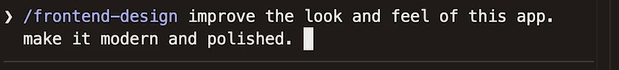 ❯ /frontend-design improve the look and feel of this app.
make it modern and polished.